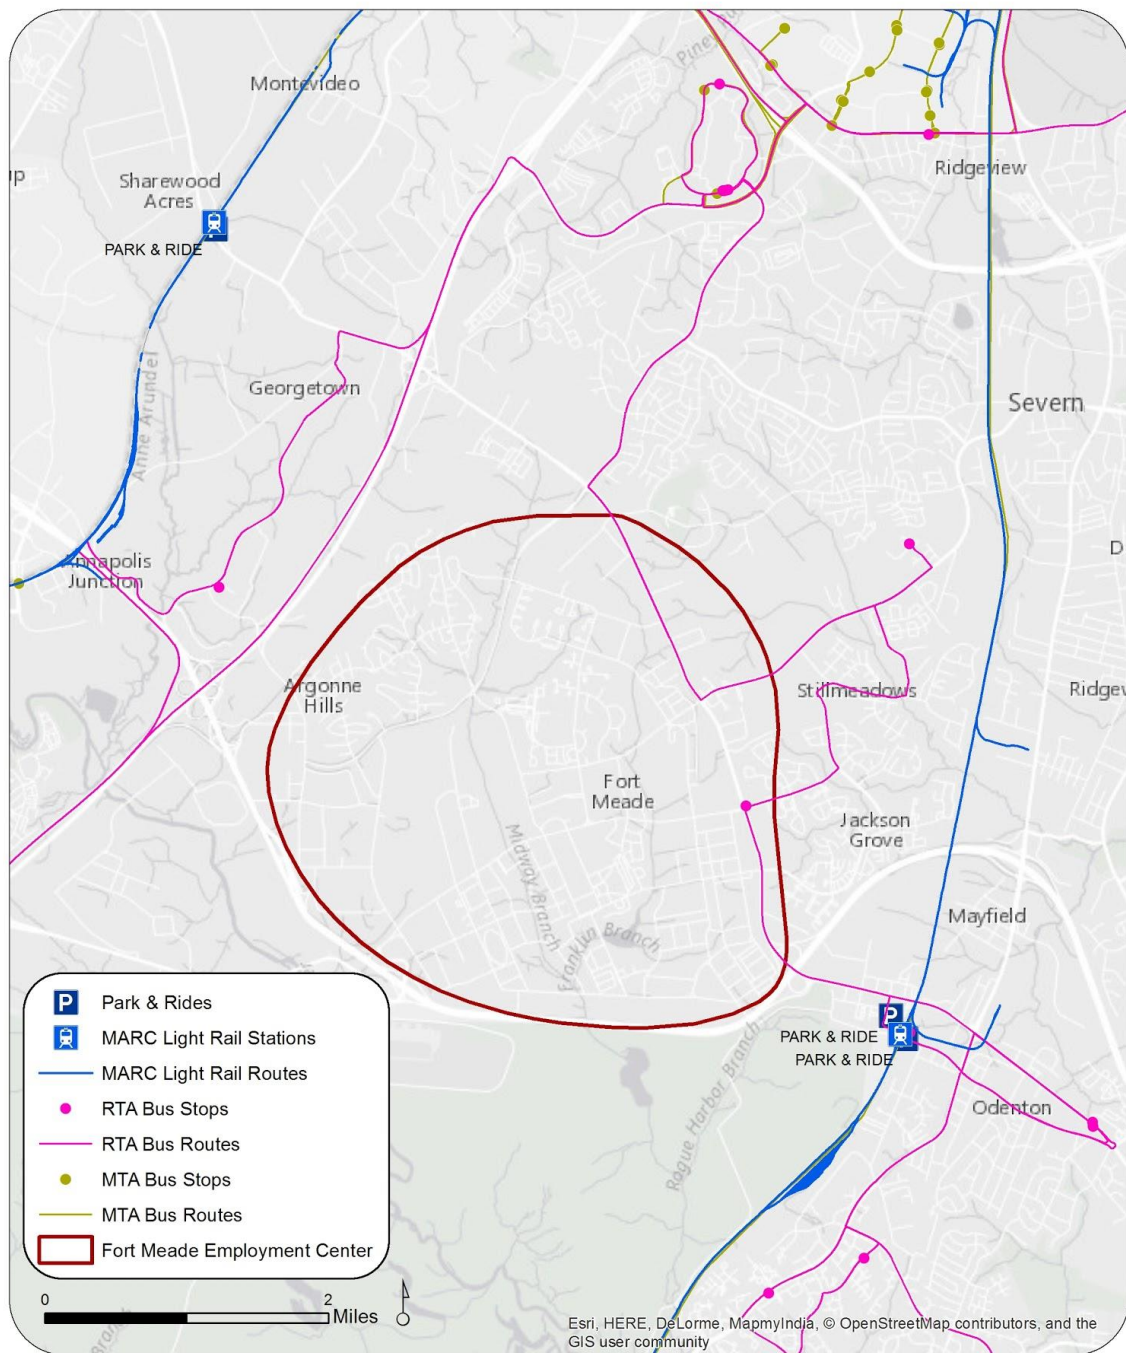 Montevideo
Piney
Sharewood
Acres
PARK & RIDE
Ridgeview
Georgetown
Anne Arundel
Severn
Annapolis
Junction
D
Argonne
Hills
Stillmeadows
Ridgev
Fort
Meade
Jackson
Grove
Midway Branch
Franklin Branch
Mayfield
PARK & RIDE
PARK & RIDE
Rogue Harbor Branch
Odenton
P
Park & Rides
MARC Light Rail Stations
MARC Light Rail Routes
RTA Bus Stops
RTA Bus Routes
MTA Bus Stops
MTA Bus Routes
Fort Meade Employment Center
0 2
Miles
Branch
Esri, HERE, DeLorme, MapmyIndia, © OpenStreetMap contributors, and the
GIS user community